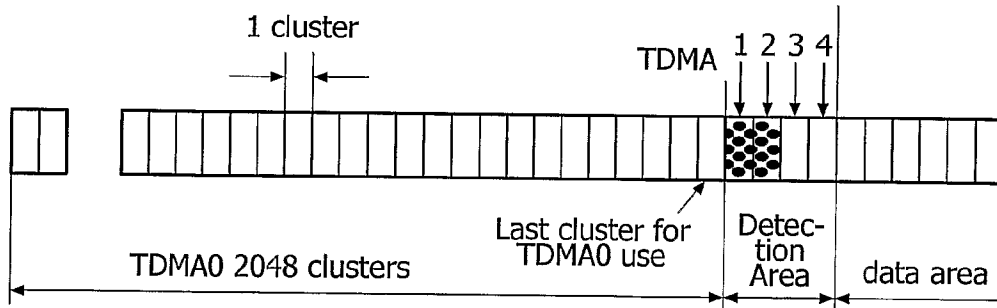 1 cluster
TDMA 1 2 3 4
Last cluster for
TDMA0 use
Detec-
tion
Area
TDMA0 2048 clusters
data area